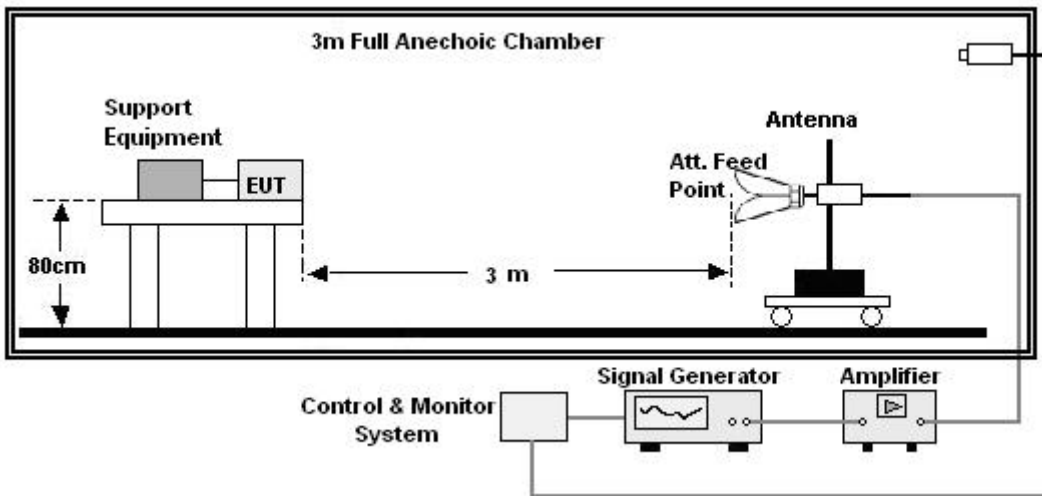 3m Full Anechoic Chamber
Support
Equipment
Antenna
Att. Feed
Point
EUT
80cm
3 m
Signal Generator
Amplifier
Control & Monitor
System